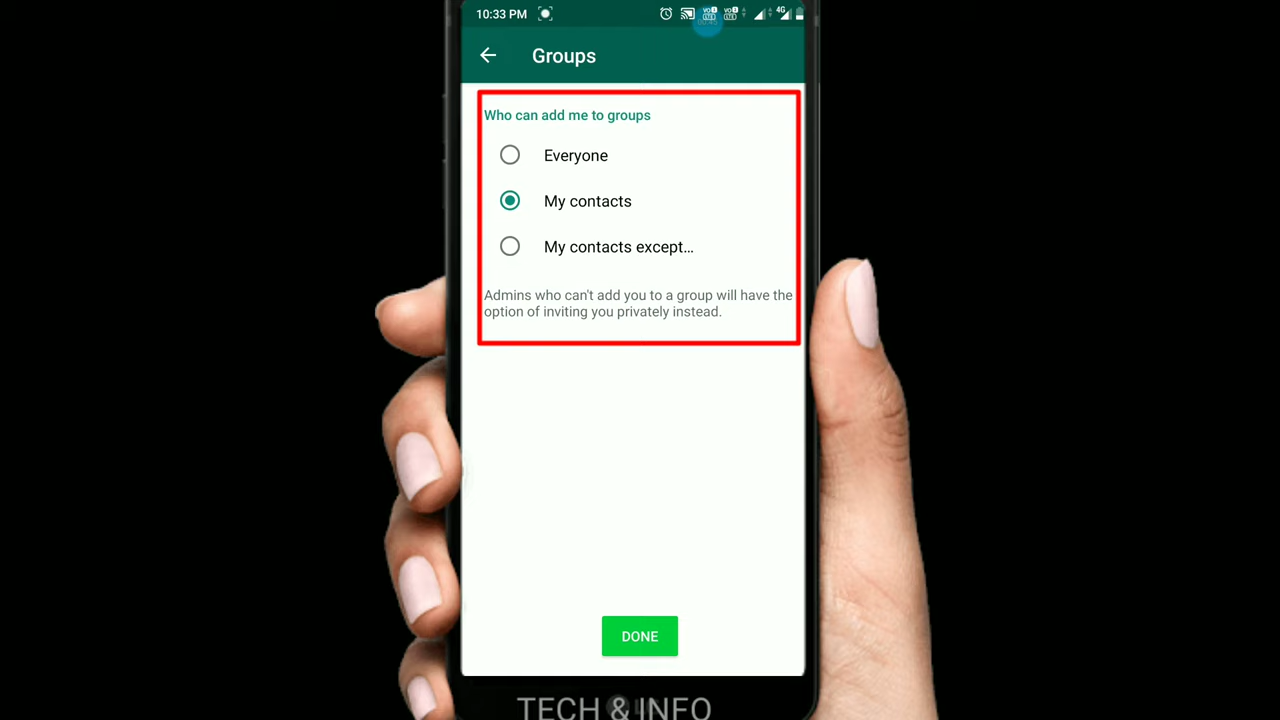 10:33 PM
4G
Groups
Who can add me to groups
Everyone
My contacts
My contacts except...
Admins who can't add you to a group will have the
option of inviting you privately instead.
DONE
TECH & INFO